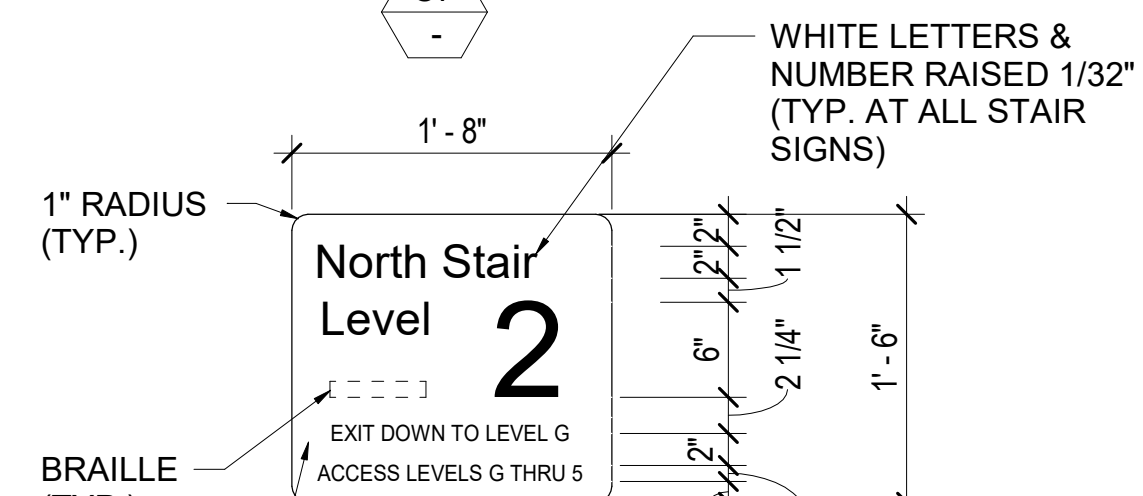 -
WHITE LETTERS &
NUMBER RAISED 1/32"
(TYP. AT ALL STAIR
SIGNS)
1' - 8"
1" RADIUS
(TYP.)
North Stair
Level
2
EXIT DOWN TO LEVEL G
ACCESS LEVELS G THRU 5
BRAILLE
2"
2"
1 1/2"
6"
2 1/4"
2"
1' - 6"